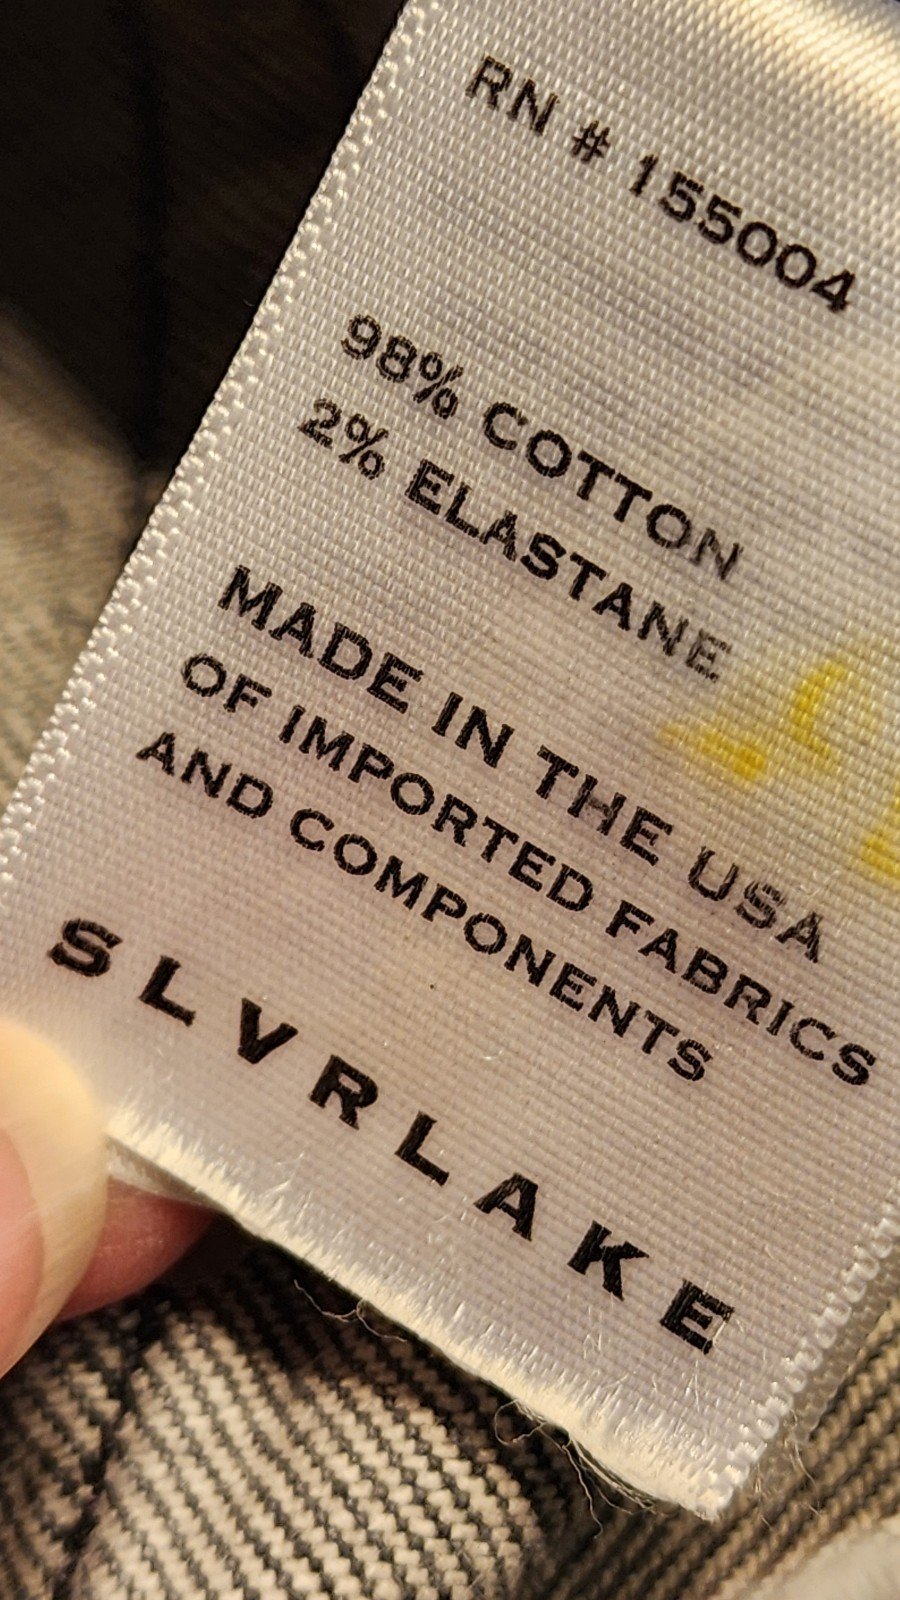 RN # 155004
98% COTTON
2% ELASTANE
MADE IN THE USA
OF IMPORTED FABRICS
AND COMPONENTS
SLVRLAKE